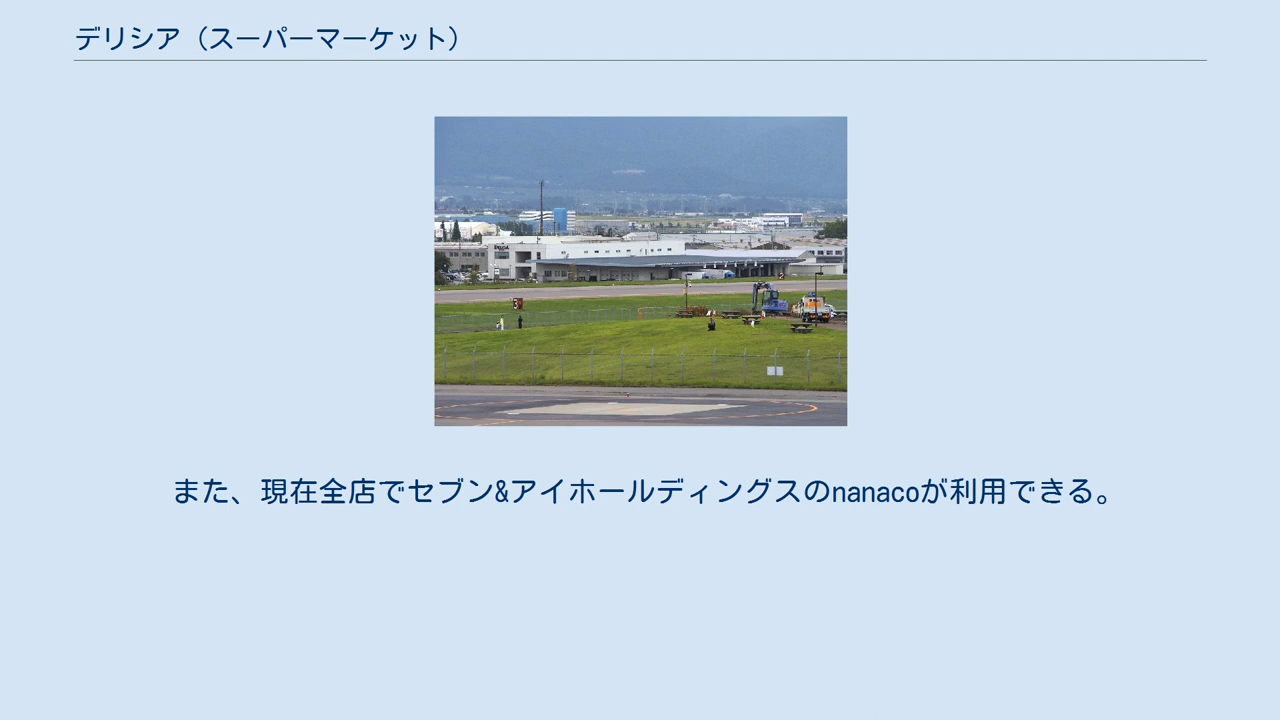 デリシア（スーパーマーケット）
また、現在全店でセブン&アイホールディングスのnanacoが利用できる。